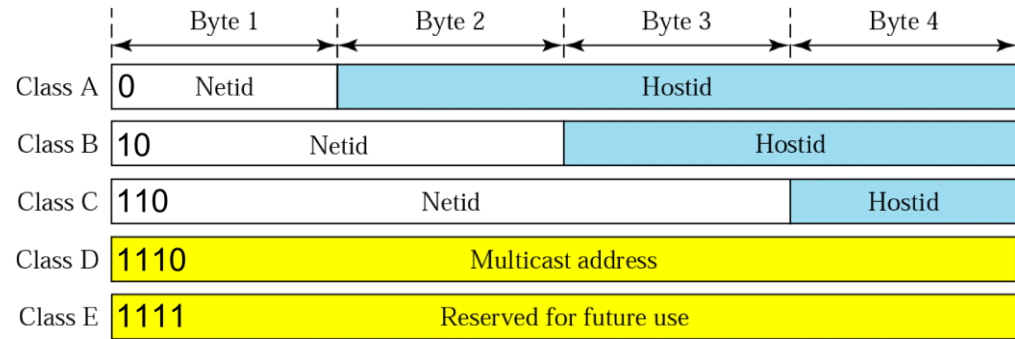 Byte 1 Byte 2 Byte 3 Byte 4
Class A 0 Netid Hostid
Class B 10 Netid Hostid
Class C 110 Netid Hostid
Class D 1110 Multicast address
Class E 1111 Reserved for future use